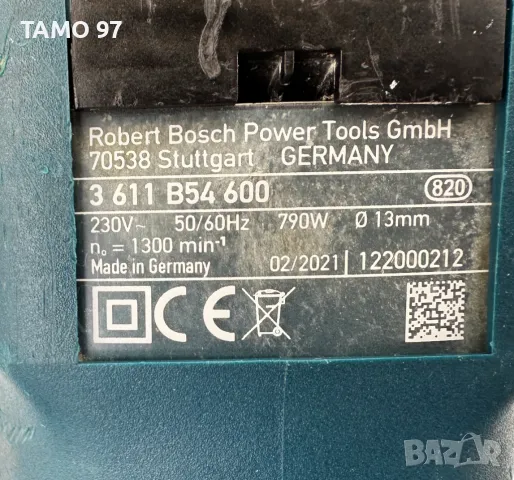 TAMO 97
Robert Bosch Power Tools GmbH
70538 Stuttgart GERMANY
3 611 B54 600 820
230V~ 50/60Hz 790W Ø 13mm
n₀ = 1300 min⁻¹
Made in Germany 02/2021 122000212
CE
BAZAR